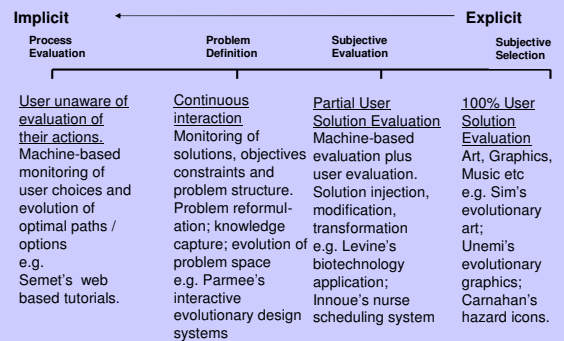 Implicit
Explicit
Process
Evaluation
Problem
Definition
Subjective
Evaluation
Subjective
Selection
User unaware of
evaluation of
their actions.
Machine-based
monitoring of
user choices and
evolution of
optimal paths /
options
e.g.
Semet's web
based tutorials.
Continuous
interaction
Monitoring of
solutions, objectives
constraints and
problem structure.
Problem reformul-
ation; knowledge
capture; evolution of
problem space
e.g. Parmee's
interactive
evolutionary design
systems
Partial User
Solution Evaluation
Machine-based
evaluation plus
user evaluation.
Solution injection,
modification,
transformation
e.g. Levine's
biotechnology
application;
Innoue's nurse
scheduling system
100% User
Solution
Evaluation
Art, Graphics,
Music etc
e.g. Sim's
evolutionary
art;
Unemi's
evolutionary
graphics;
Carnahan's
hazard icons.